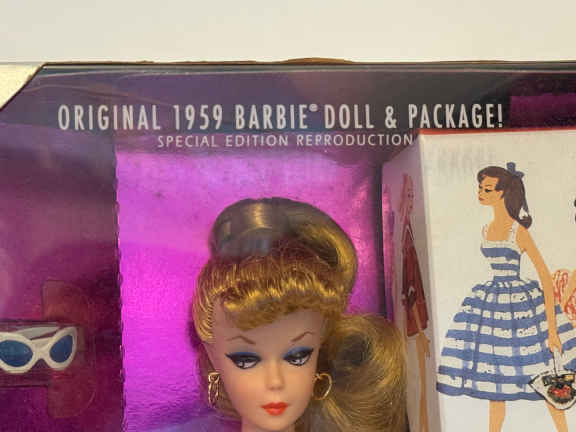 ORIGINAL 1959 BARBIE® DOLL & PACKAGE!
SPECIAL EDITION REPRODUCTION